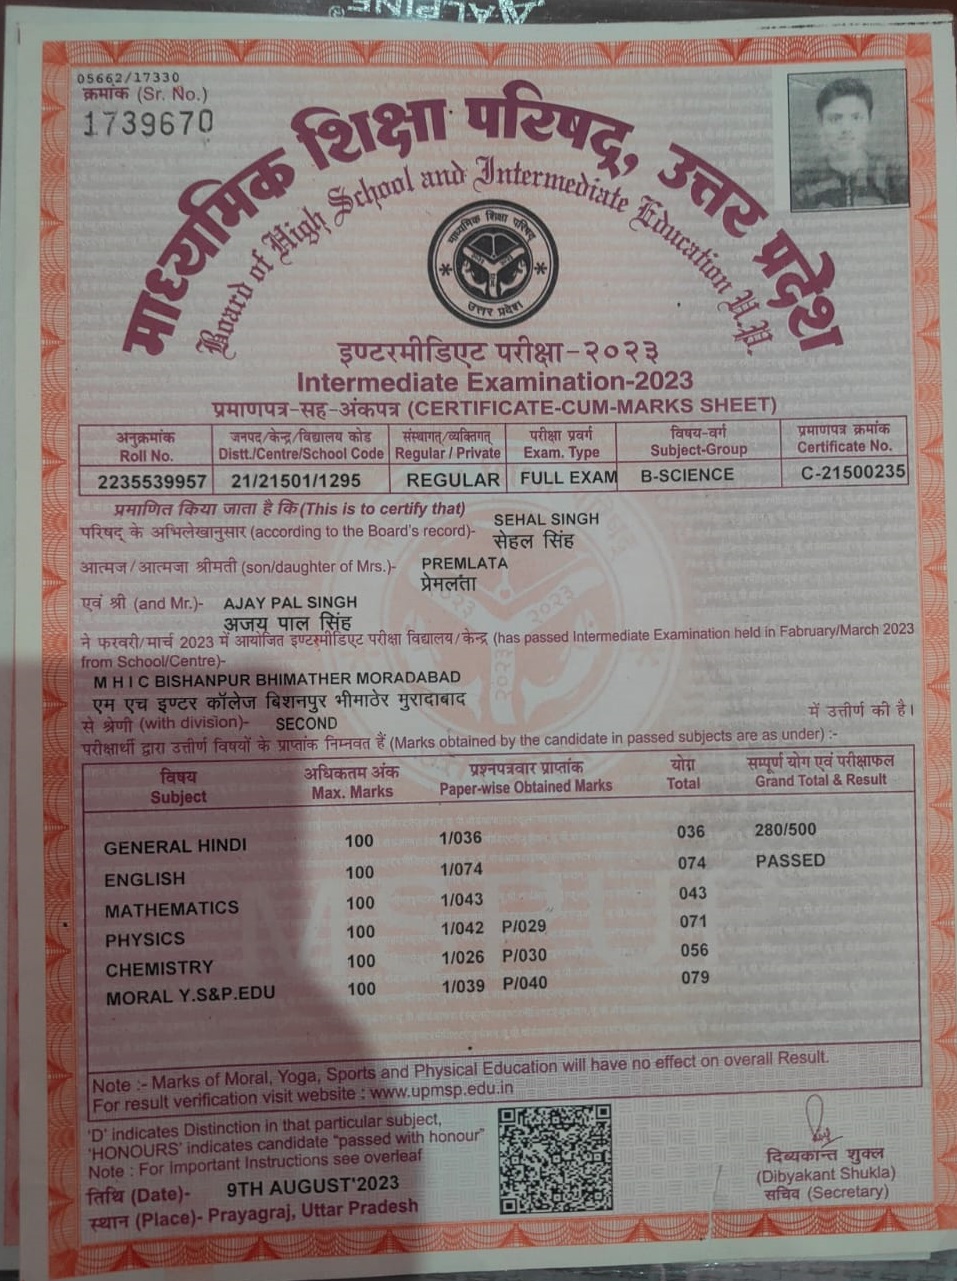 ALPINE®
05662/17330
क्रमांक (Sr. No.)
1739670
माध्यमिक शिक्षा परिषद्, उत्तर प्रदेश
Board of High School and Intermediate Education U.P.
माध्यमिक शिक्षा परिषद्
उत्तर प्रदेश
इण्टरमीडिएट परीक्षा-२०२३
Intermediate Examination-2023
प्रमाणपत्र-सह-अंकपत्र (CERTIFICATE-CUM-MARKS SHEET)
अनुक्रमांक जनपद/केन्द्र/विद्यालय कोड संस्थागत/व्यक्तिगत् परीक्षा प्रवर्ग विषय-वर्ग प्रमाणपत्र क्रमांक
Roll No. Distt./Centre/School Code Regular / Private Exam. Type Subject-Group Certificate No.
2235539957 21/21501/1295 REGULAR FULL EXAM B-SCIENCE C-21500235
प्रमाणित किया जाता है कि (This is to certify that)
SEHAL SINGH
परिषद् के अभिलेखानुसार (according to the Board's record)- सेहल सिंह
आत्मज/आत्मजा श्रीमती (son/daughter of Mrs.)- PREMLATA
प्रेमलता
एवं श्री (and Mr.)- AJAY PAL SINGH
अजय पाल सिंह
ने फरवरी/मार्च 2023 में आयोजित इण्टरमीडिएट परीक्षा विद्यालय/केन्द्र (has passed Intermediate Examination held in Fabruary/March 2023
from School/Centre)-
M H I C BISHANPUR BHIMATHER MORADABAD
एम एच इण्टर कॉलेज बिशनपुर भीमाठेर मुरादाबाद
से श्रेणी (with division)- SECOND में उत्तीर्ण की है।
परीक्षार्थी द्वारा उत्तीर्ण विषयों के प्राप्तांक निम्नवत हैं (Marks obtained by the candidate in passed subjects are as under) :-
विषय अधिकतम अंक प्रश्नपत्रवार प्राप्तांक योग सम्पूर्ण योग एवं परीक्षाफल
Subject Max. Marks Paper-wise Obtained Marks Total Grand Total & Result
GENERAL HINDI 100 1/036 036 280/500
ENGLISH 100 1/074 074 PASSED
MATHEMATICS 100 1/043 043
PHYSICS 100 1/042 P/029 071
CHEMISTRY 100 1/026 P/030 056
MORAL Y.S&P.EDU 100 1/039 P/040 079
Note :- Marks of Moral, Yoga, Sports and Physical Education will have no effect on overall Result.
For result verification visit website : www.upmsp.edu.in
'D' indicates Distinction in that particular subject,
'HONOURS' indicates candidate "passed with honour"
Note : For Important Instructions see overleaf
तिथि (Date)- 9TH AUGUST'2023
स्थान (Place)- Prayagraj, Uttar Pradesh
दिब्यकान्त शुक्ल
(Dibyakant Shukla)
सचिव (Secretary)